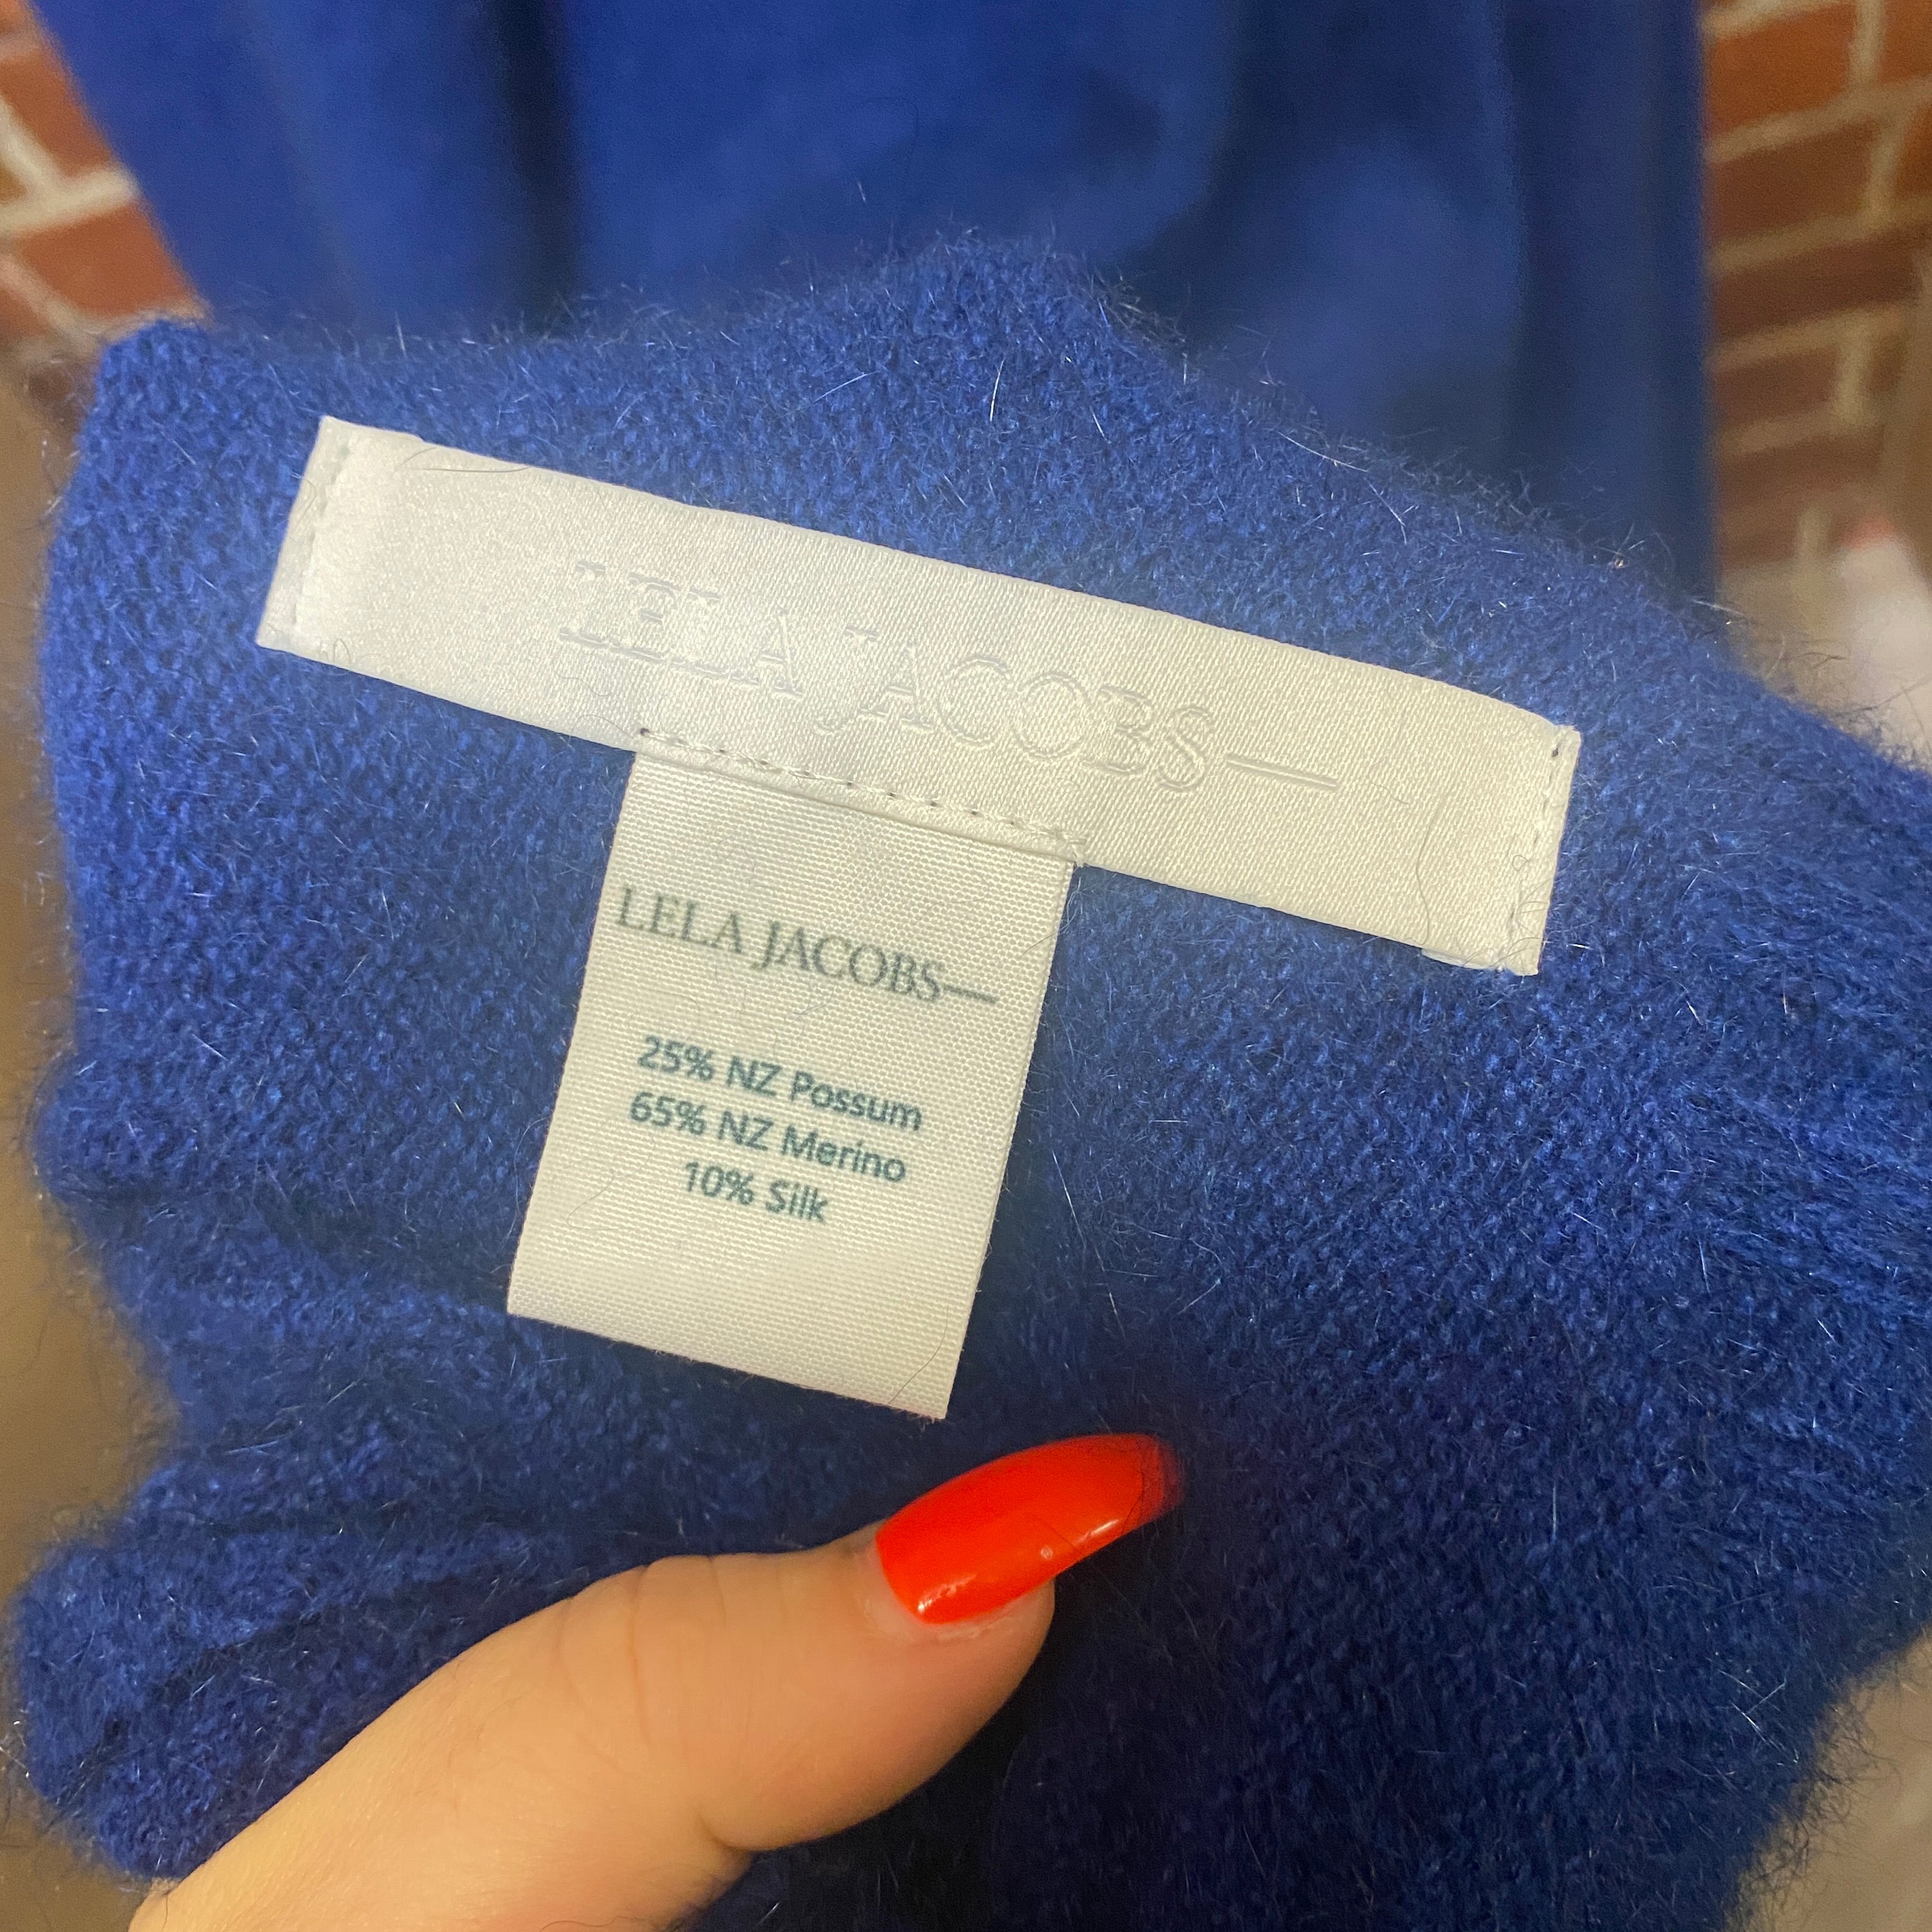 LELA JACOBS—
LELA JACOBS—
25% NZ Possum
65% NZ Merino
10% Silk